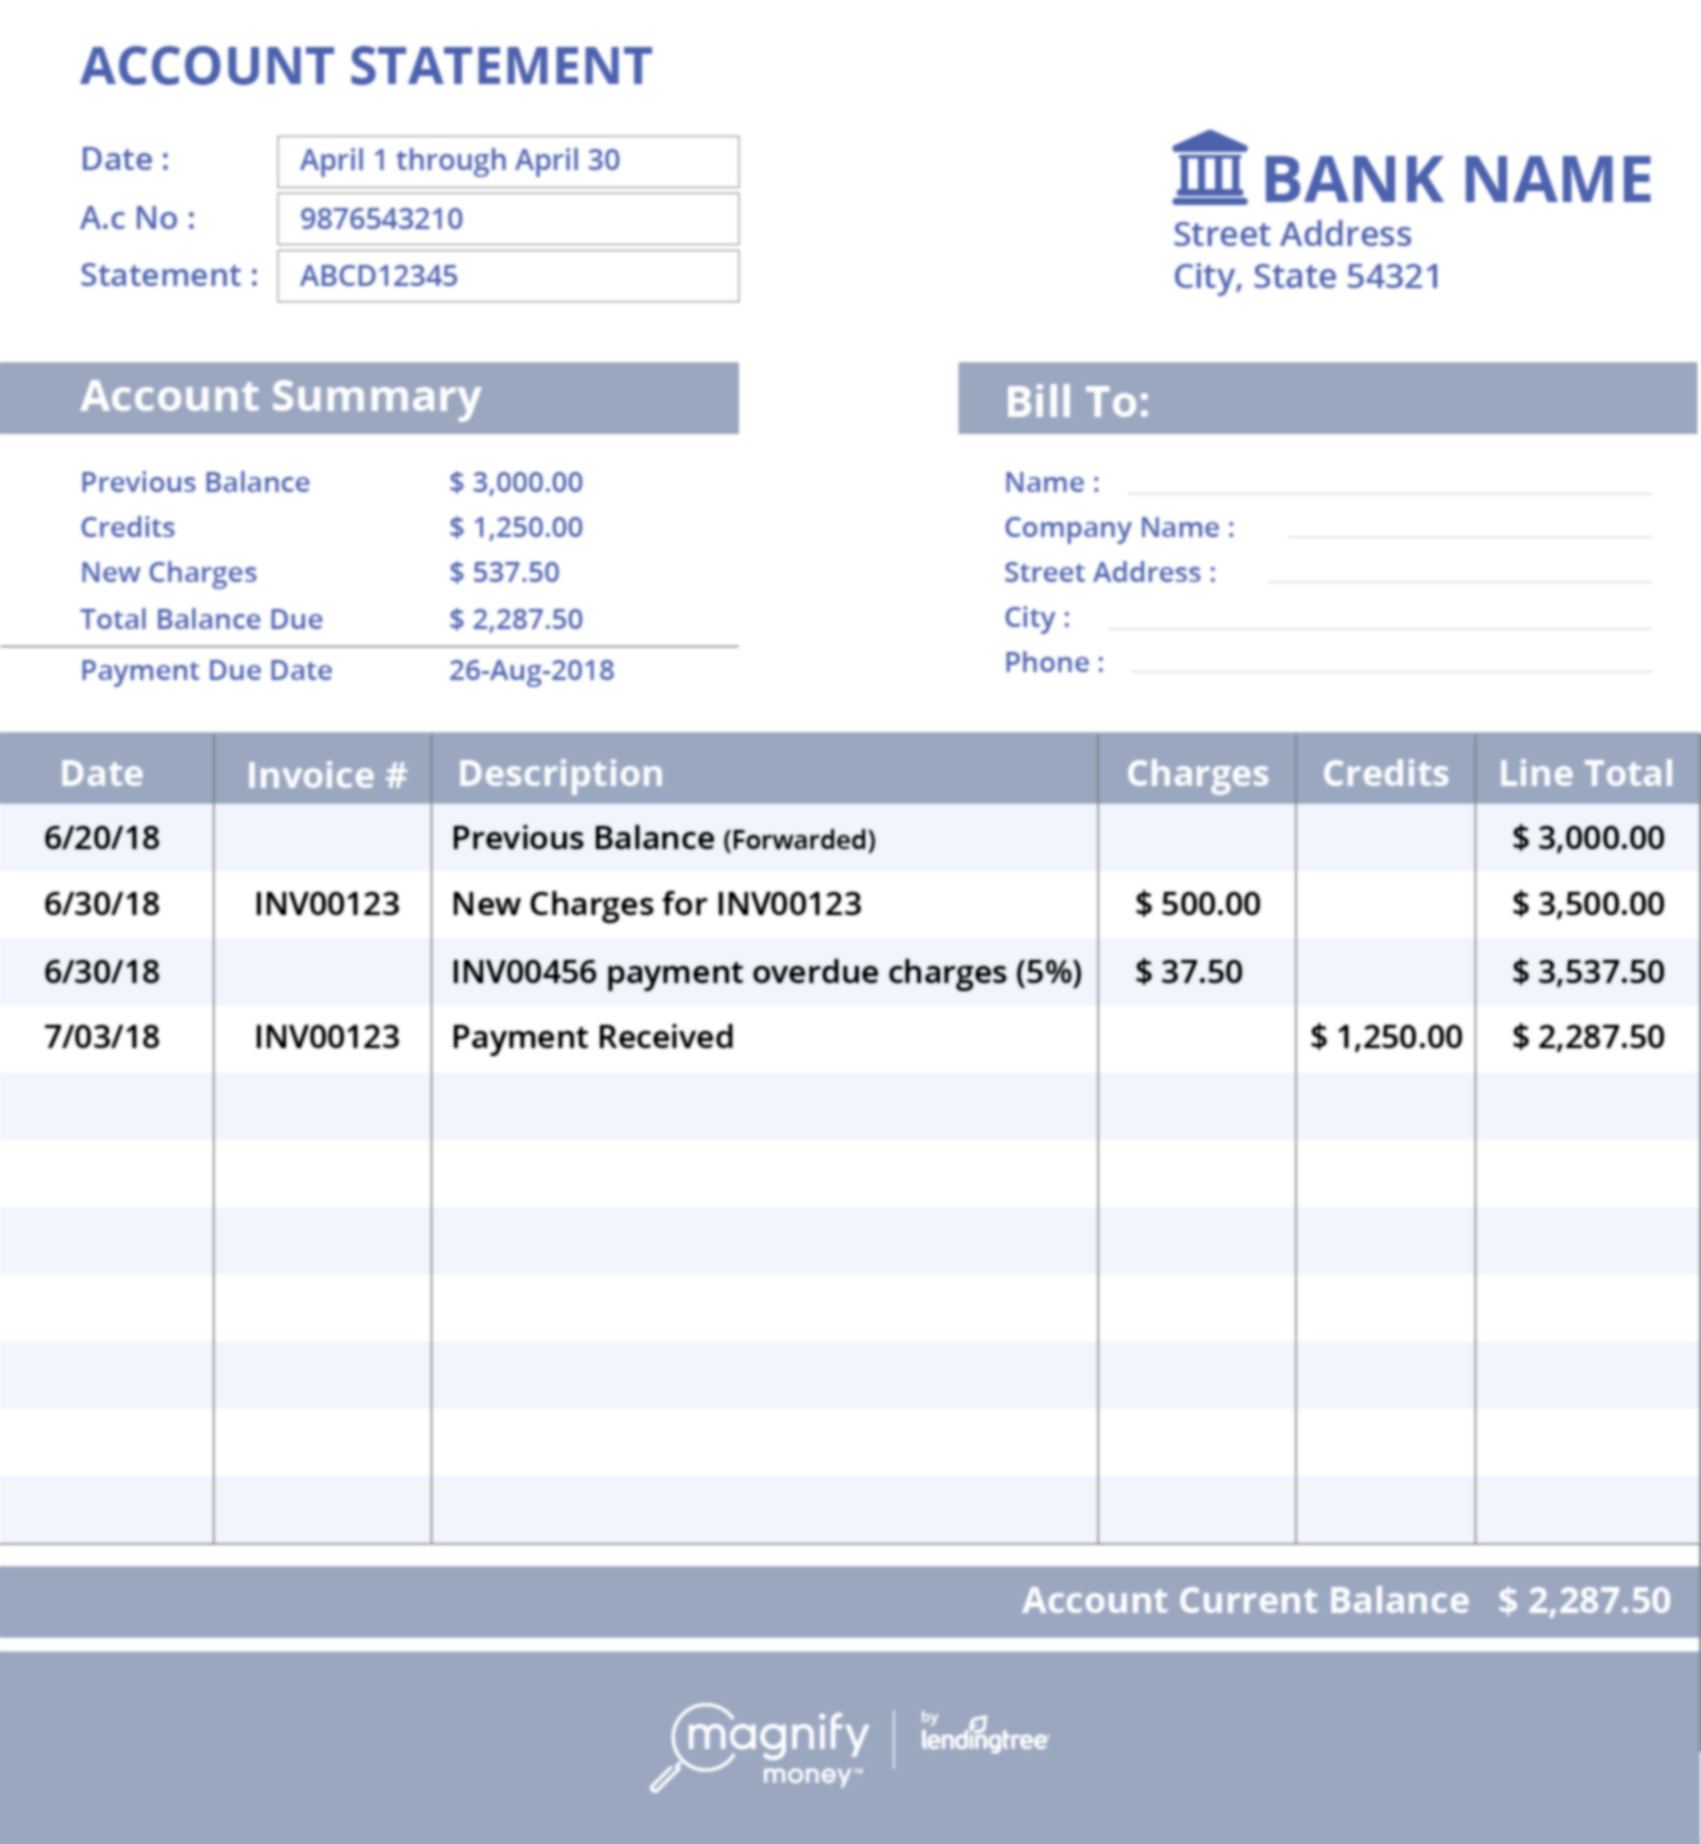 ACCOUNT STATEMENT
Date : April 1 through April 30
A.c No : 9876543210
Statement : ABCD12345
BANK NAME
Street Address
City, State 54321
Account Summary
Previous Balance $ 3,000.00
Credits $ 1,250.00
New Charges $ 537.50
Total Balance Due $ 2,287.50
Payment Due Date 26-Aug-2018
Bill To:
Name :
Company Name :
Street Address :
City :
Phone :
Date Invoice # Description Charges Credits Line Total
6/20/18 Previous Balance (Forwarded) $ 3,000.00
6/30/18 INV00123 New Charges for INV00123 $ 500.00 $ 3,500.00
6/30/18 INV00456 payment overdue charges (5%) $ 37.50 $ 3,537.50
7/03/18 INV00123 Payment Received $ 1,250.00 $ 2,287.50
Account Current Balance $ 2,287.50
magnify
money™
by
lendingtree